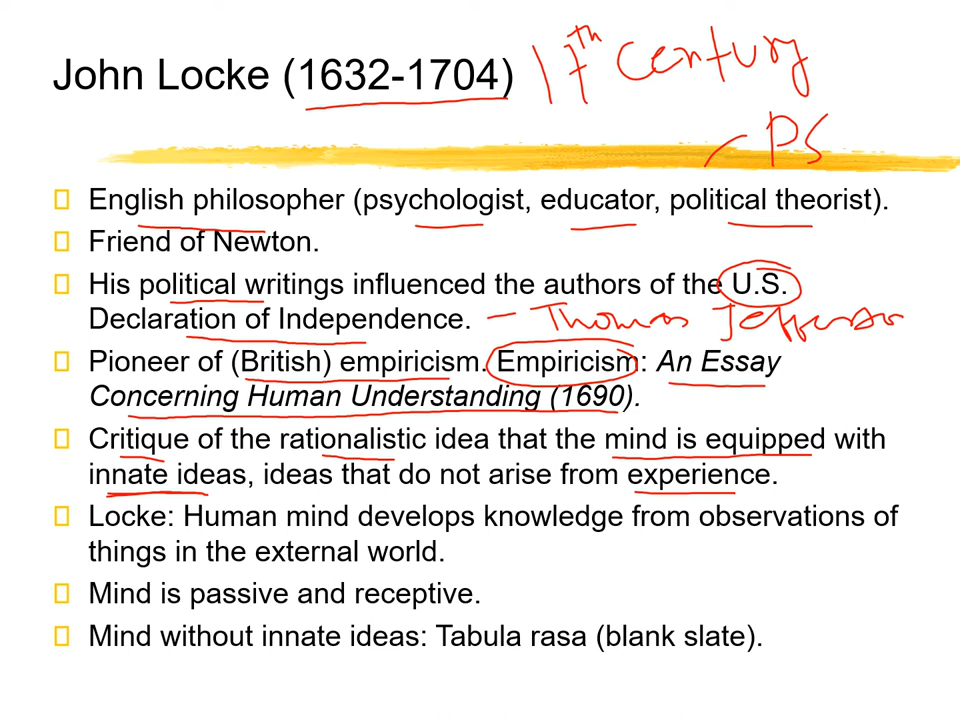 John Locke (1632-1704) 17th Century
- PS
English philosopher (psychologist, educator, political theorist).
Friend of Newton.
His political writings influenced the authors of the U.S.
Declaration of Independence. - Thomas Jefferson
Pioneer of (British) empiricism. Empiricism: An Essay
Concerning Human Understanding (1690).
Critique of the rationalistic idea that the mind is equipped with
innate ideas, ideas that do not arise from experience.
Locke: Human mind develops knowledge from observations of
things in the external world.
Mind is passive and receptive.
Mind without innate ideas: Tabula rasa (blank slate).